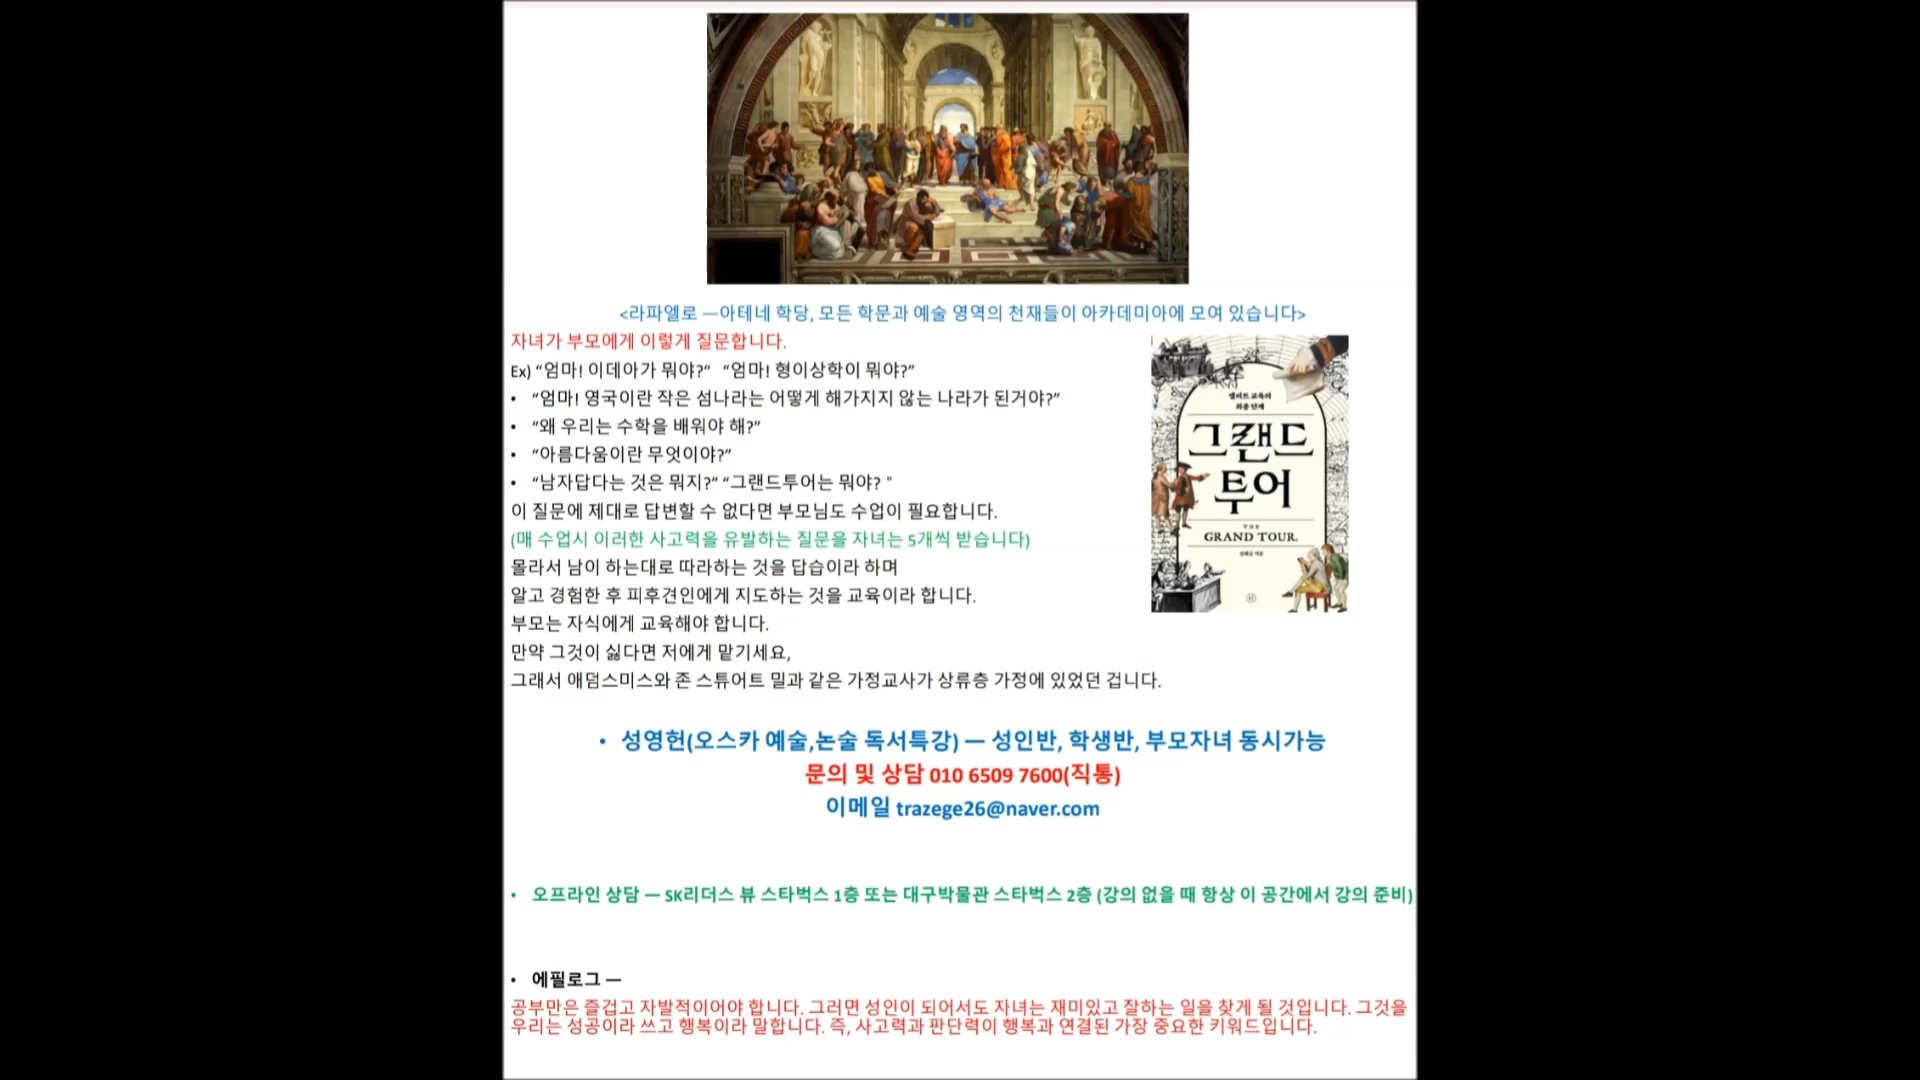 <라파엘로 —아테네 학당, 모든 학문과 예술 영역의 천재들이 아카데미아에 모여 있습니다>
자녀가 부모에게 이렇게 질문합니다.
Ex) “엄마! 이데아가 뭐야?“ “엄마! 형이상학이 뭐야?”
• “엄마! 영국이란 작은 섬나라는 어떻게 해가지지 않는 나라가 된거야?”
• “왜 우리는 수학을 배워야 해?”
• “아름다움이란 무엇이야?”
• “남자답다는 것은 뭐지?” “그랜드투어는 뭐야? "
이 질문에 제대로 답변할 수 없다면 부모님도 수업이 필요합니다.
(매 수업시 이러한 사고력을 유발하는 질문을 자녀는 5개씩 받습니다)
몰라서 남이 하는대로 따라하는 것을 답습이라 하며
알고 경험한 후 피후견인에게 지도하는 것을 교육이라 합니다.
부모는 자식에게 교육해야 합니다.
만약 그것이 싫다면 저에게 맡기세요,
그래서 애덤스미스와 존 스튜어트 밀과 같은 가정교사가 상류층 가정에 있었던 겁니다.
엘리트 교육의
최종 단계
그랜드
투어
THE
GRAND TOUR.
• 성영헌(오스카 예술,논술 독서특강) — 성인반, 학생반, 부모자녀 동시가능
문의 및 상담 010 6509 7600(직통)
이메일 trazege26@naver.com
• 오프라인 상담 — SK리더스 뷰 스타벅스 1층 또는 대구박물관 스타벅스 2층 (강의 없을 때 항상 이 공간에서 강의 준비)
• 에필로그 —
공부만은 즐겁고 자발적이어야 합니다. 그러면 성인이 되어서도 자녀는 재미있고 잘하는 일을 찾게 될 것입니다. 그것을
우리는 성공이라 쓰고 행복이라 말합니다. 즉, 사고력과 판단력이 행복과 연결된 가장 중요한 키워드입니다.